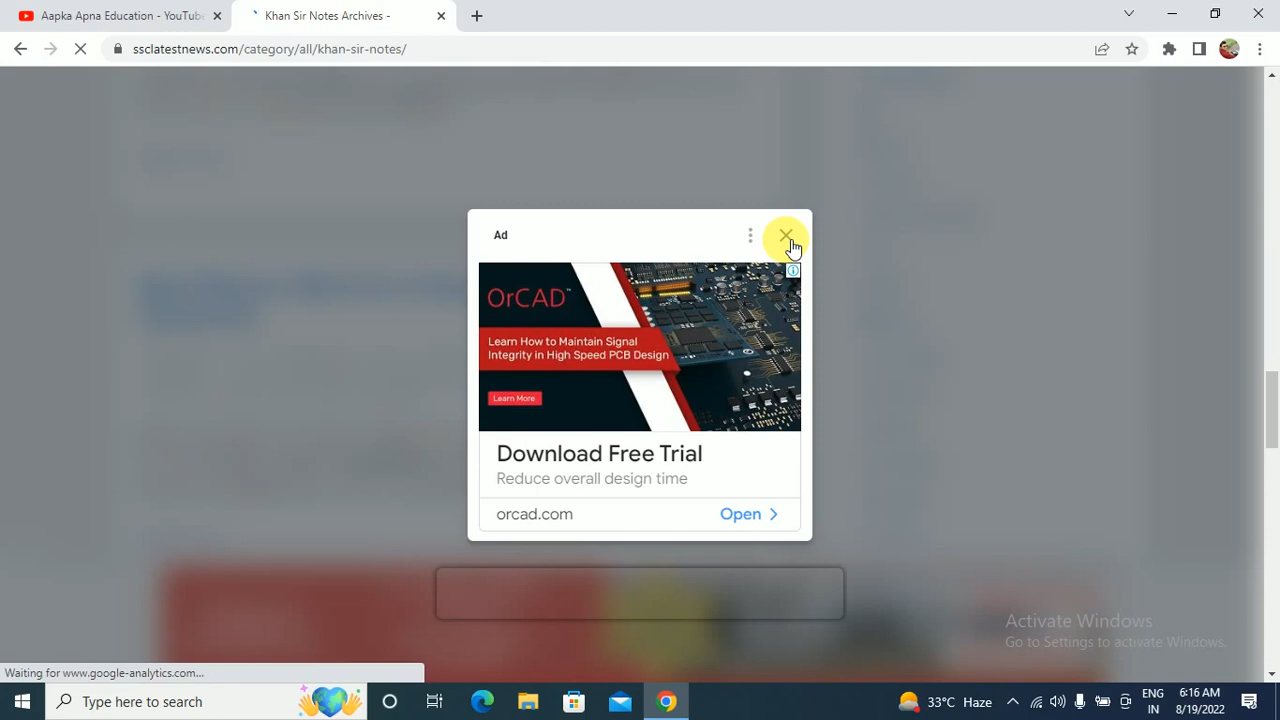 Aapka Apna Education - YouTube
Khan Sir Notes Archives -
ssclatestnews.com/category/all/khan-sir-notes/
Ad
OrCAD
Learn How to Maintain Signal
Integrity in High Speed PCB Design
Learn More
Download Free Trial
Reduce overall design time
orcad.com
Open
Activate Windows
Go to Settings to activate Windows.
Waiting for www.google-analytics.com...
Type here to search
33°C Haze
ENG
IN
6:16 AM
8/19/2022